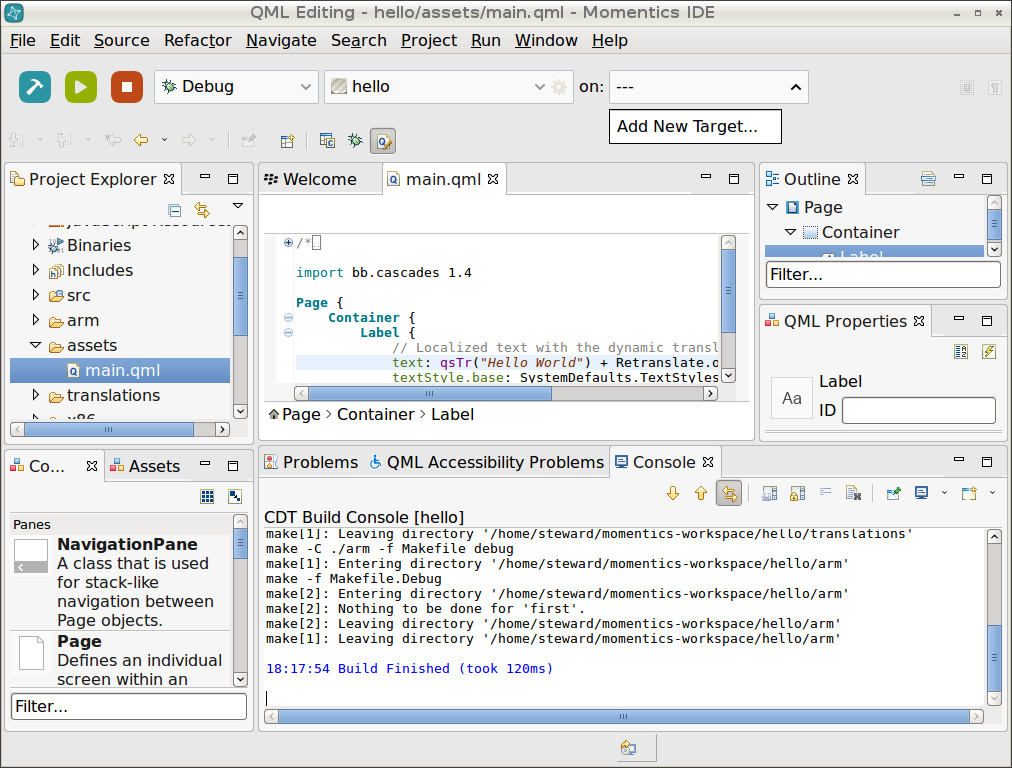 QML Editing - hello/assets/main.qml - Momentics IDE
File Edit Source Refactor Navigate Search Project Run Window Help
Debug hello on: ---
Add New Target...
Project Explorer
Binaries
Includes
src
arm
assets
main.qml
translations
x86
Welcome main.qml
/*
import bb.cascades 1.4
Page {
Container {
Label {
// Localized text with the dynamic transl
text: qsTr("Hello World") + Retranslate.o
textStyle.base: SystemDefaults.TextStyles
Page > Container > Label
Outline
Page
Container
Label
Filter...
QML Properties
Aa
Label
ID
Co... Assets
Panes
NavigationPane
A class that is used
for stack-like
navigation between
Page objects.
Page
Defines an individual
screen within an
Filter...
Problems QML Accessibility Problems Console
CDT Build Console [hello]
make[1]: Leaving directory '/home/steward/momentics-workspace/hello/translations'
make -C ./arm -f Makefile debug
make[1]: Entering directory '/home/steward/momentics-workspace/hello/arm'
make -f Makefile.Debug
make[2]: Entering directory '/home/steward/momentics-workspace/hello/arm'
make[2]: Nothing to be done for 'first'.
make[2]: Leaving directory '/home/steward/momentics-workspace/hello/arm'
make[1]: Leaving directory '/home/steward/momentics-workspace/hello/arm'
18:17:54 Build Finished (took 120ms)